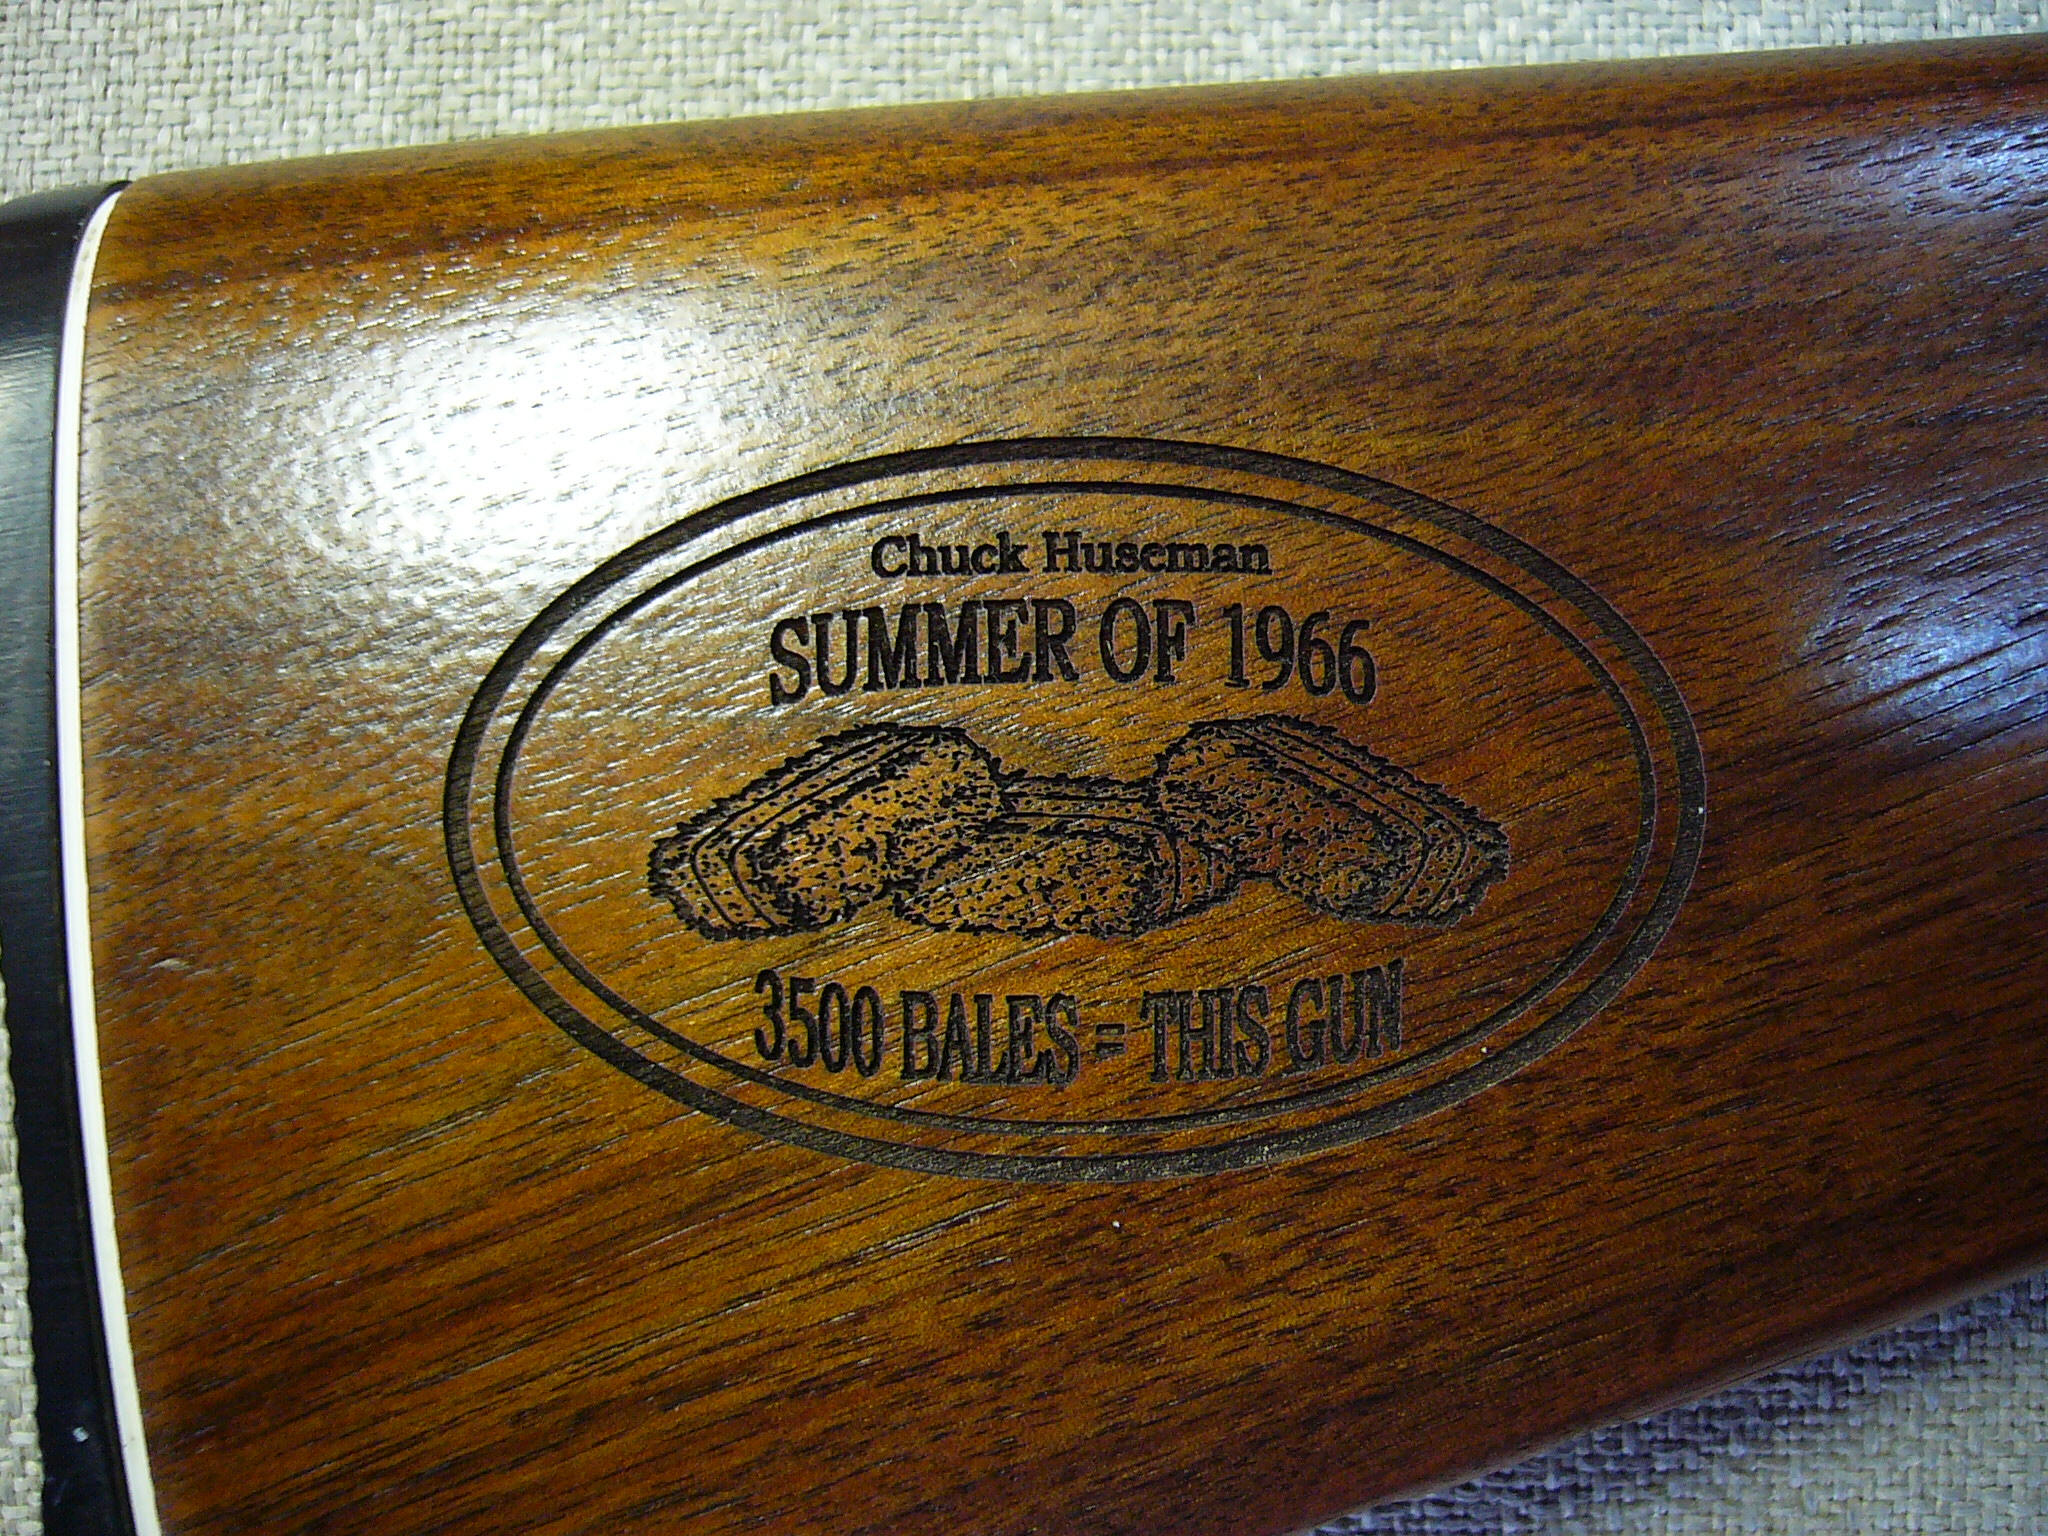 Chuck Huseman
SUMMER OF 1966
3500 BALES = THIS GUN